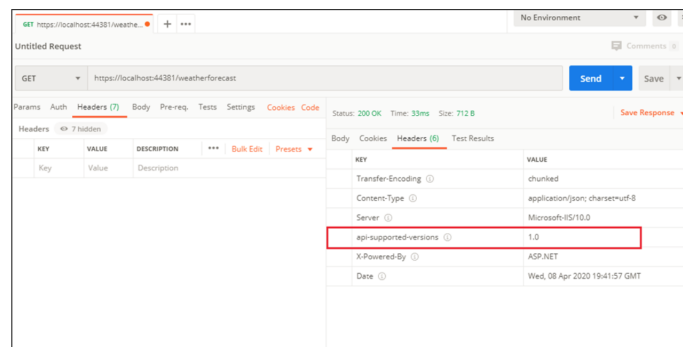 GET https://localhost:44381/weathe... + ••• No Environment
Untitled Request Comments 0
GET https://localhost:44381/weatherforecast Send Save
Params Auth Headers (7) Body Pre-req. Tests Settings Cookies Code
Status: 200 OK Time: 33ms Size: 712 B Save Response
Headers 7 hidden
Body Cookies Headers (6) Test Results
KEY VALUE DESCRIPTION ••• Bulk Edit Presets
Key Value Description
KEY VALUE
Transfer-Encoding chunked
Content-Type application/json; charset=utf-8
Server Microsoft-IIS/10.0
api-supported-versions 1.0
X-Powered-By ASP.NET
Date Wed, 08 Apr 2020 19:41:57 GMT